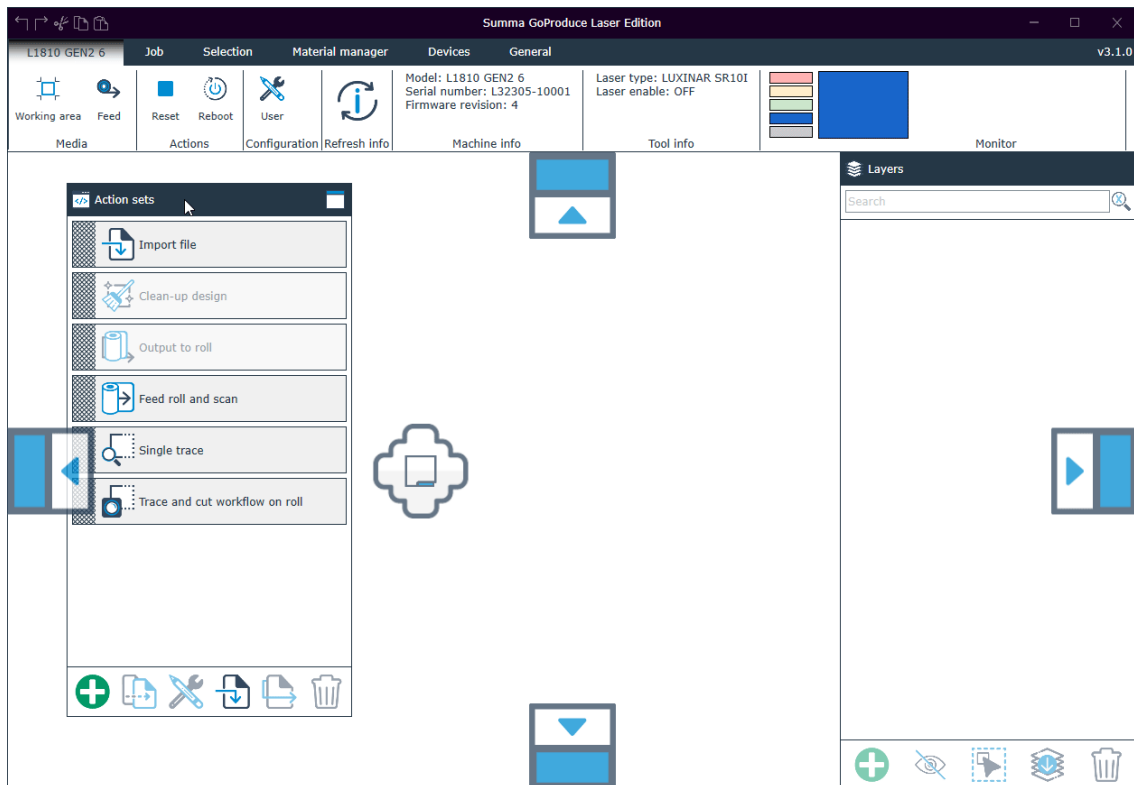 Summa GoProduce Laser Edition
L1810 GEN2 6
Job
Selection
Material manager
Devices
General
v3.1.0
Working area
Feed
Media
Reset
Reboot
Actions
User
Configuration
Refresh info
Model: L1810 GEN2 6
Serial number: L32305-10001
Firmware revision: 4
Machine info
Laser type: LUXINAR SR10I
Laser enable: OFF
Tool info
Monitor
Action sets
Import file
Clean-up design
Output to roll
Feed roll and scan
Single trace
Trace and cut workflow on roll
Layers
Search